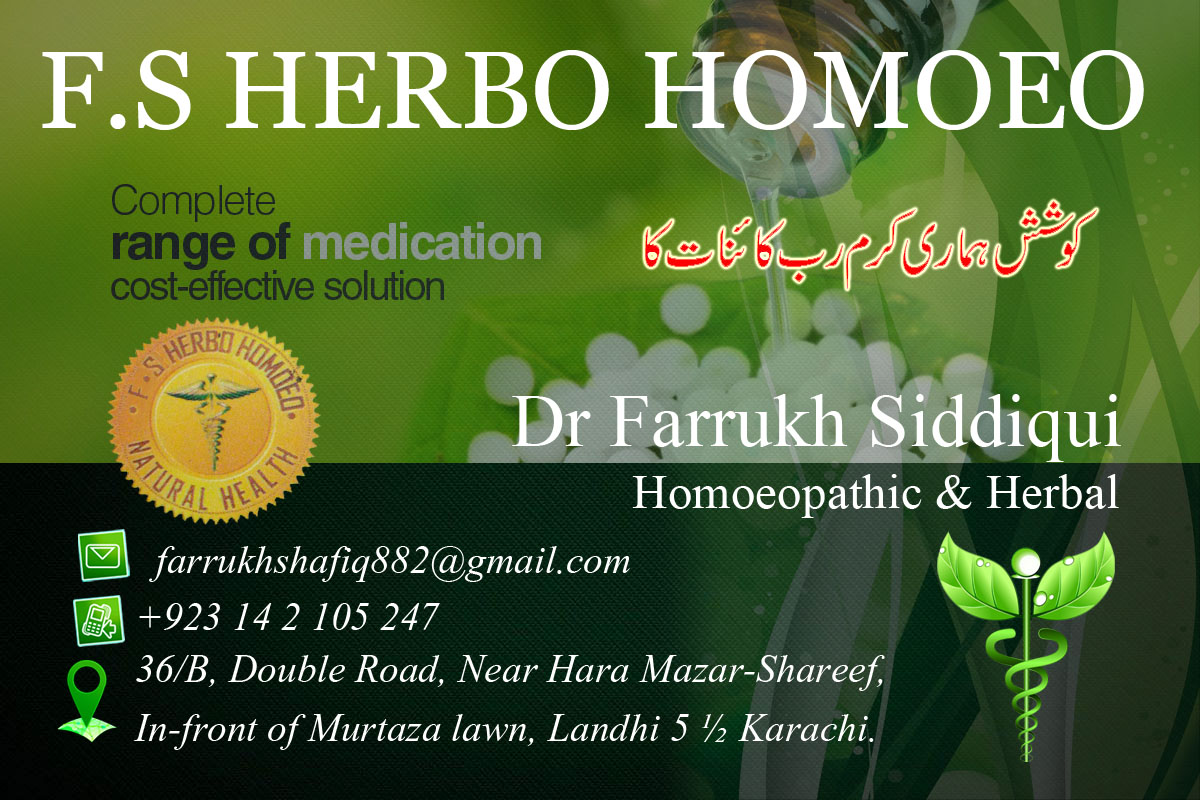 F.S HERBO HOMOEO
Complete
range of medication
cost-effective solution
کوشش ہماری کرم رب کائنات کا
F . S HERBO HOMOEO.
NATURAL HEALTH
Dr Farrukh Siddiqui
Homoeopathic & Herbal
farrukhshafiq882@gmail.com
+923 14 2 105 247
36/B, Double Road, Near Hara Mazar-Shareef,
In-front of Murtaza lawn, Landhi 5 ½ Karachi.